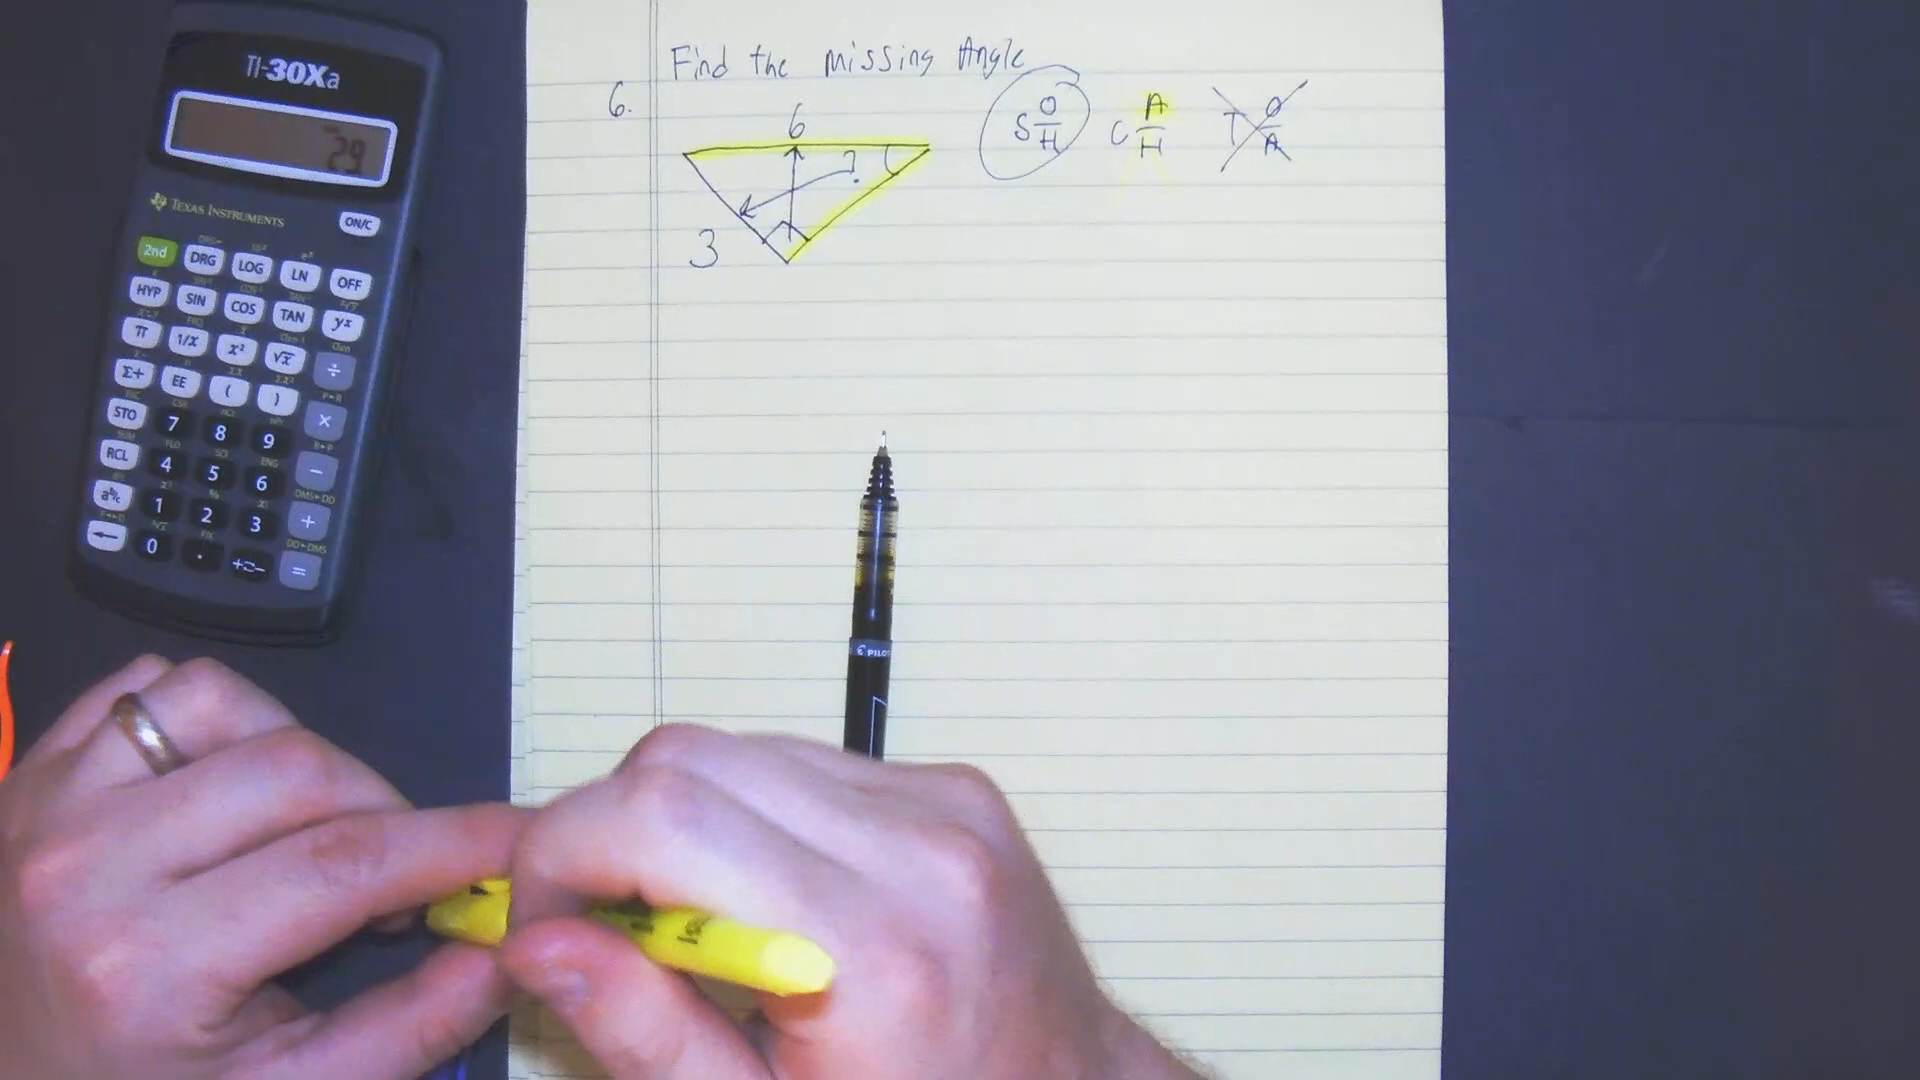 Find the missing Angle
6.
6
?
3
S O/H
C A/H
T O/A
TI-30Xa
29
TEXAS INSTRUMENTS
ON/C
2nd DRG LOG LN OFF
HYP SIN COS TAN yx
π 1/x x² √x ÷
Σ+ EE ( ) ×
STO 7 8 9 −
RCL 4 5 6 +
a b/c 1 2 3 =
← 0 . +⇄−
PILOT